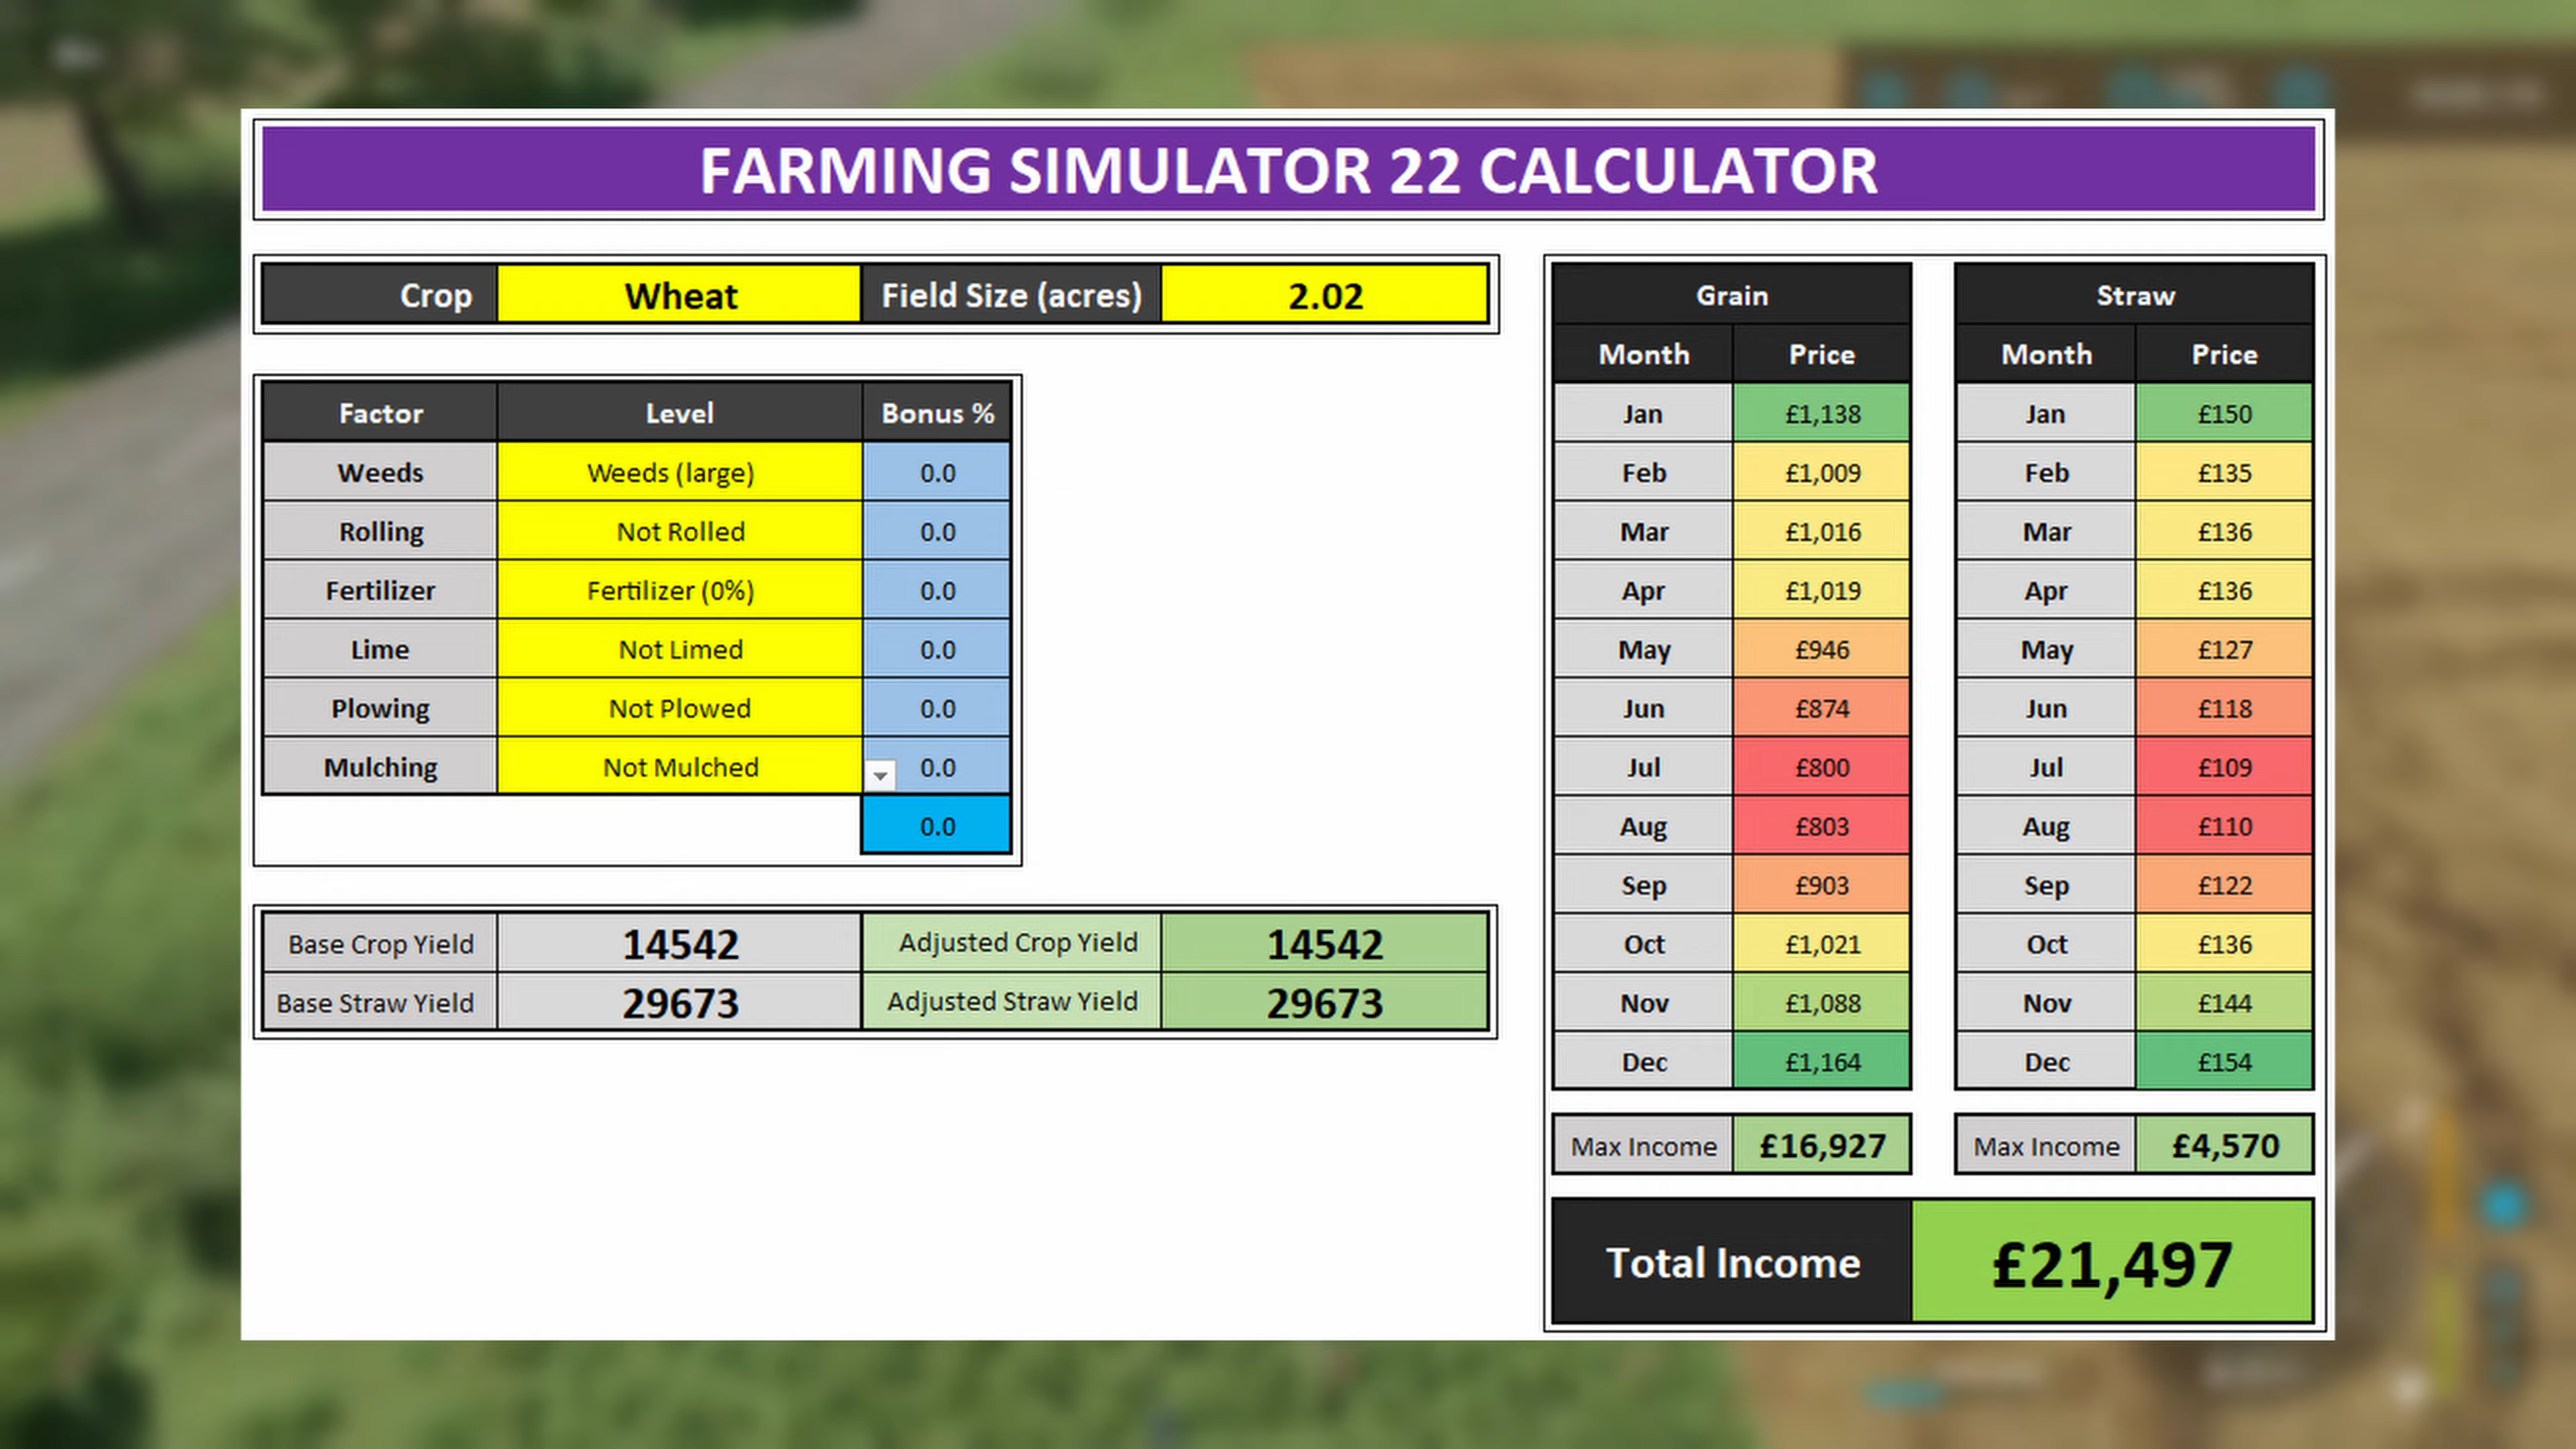 FARMING SIMULATOR 22 CALCULATOR
Crop Wheat Field Size (acres) 2.02
Factor Level Bonus %
Weeds Weeds (large) 0.0
Rolling Not Rolled 0.0
Fertilizer Fertilizer (0%) 0.0
Lime Not Limed 0.0
Plowing Not Plowed 0.0
Mulching Not Mulched 0.0
0.0
Base Crop Yield 14542 Adjusted Crop Yield 14542
Base Straw Yield 29673 Adjusted Straw Yield 29673
Grain
Month Price
Jan £1,138
Feb £1,009
Mar £1,016
Apr £1,019
May £946
Jun £874
Jul £800
Aug £803
Sep £903
Oct £1,021
Nov £1,088
Dec £1,164
Max Income £16,927
Straw
Month Price
Jan £150
Feb £135
Mar £136
Apr £136
May £127
Jun £118
Jul £109
Aug £110
Sep £122
Oct £136
Nov £144
Dec £154
Max Income £4,570
Total Income £21,497